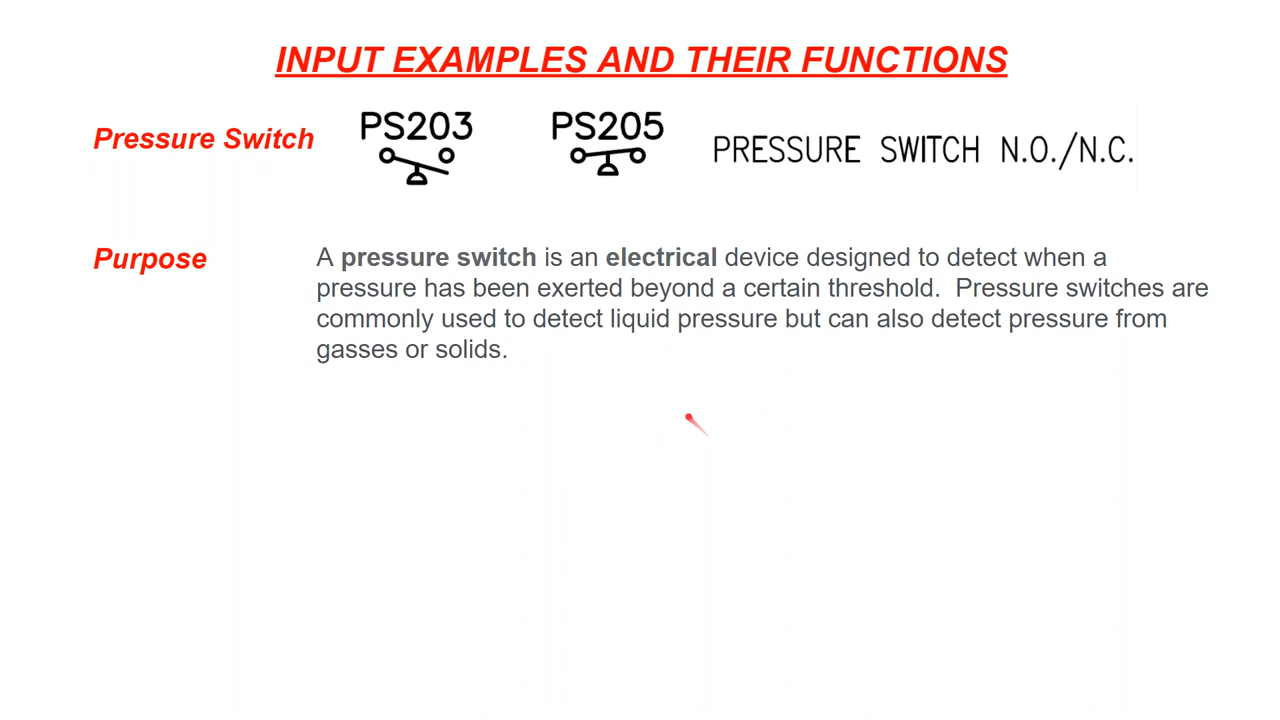 INPUT EXAMPLES AND THEIR FUNCTIONS
Pressure Switch
PS203
PS205
PRESSURE SWITCH N.O./N.C.
Purpose
A pressure switch is an electrical device designed to detect when a
pressure has been exerted beyond a certain threshold.  Pressure switches are
commonly used to detect liquid pressure but can also detect pressure from
gasses or solids.